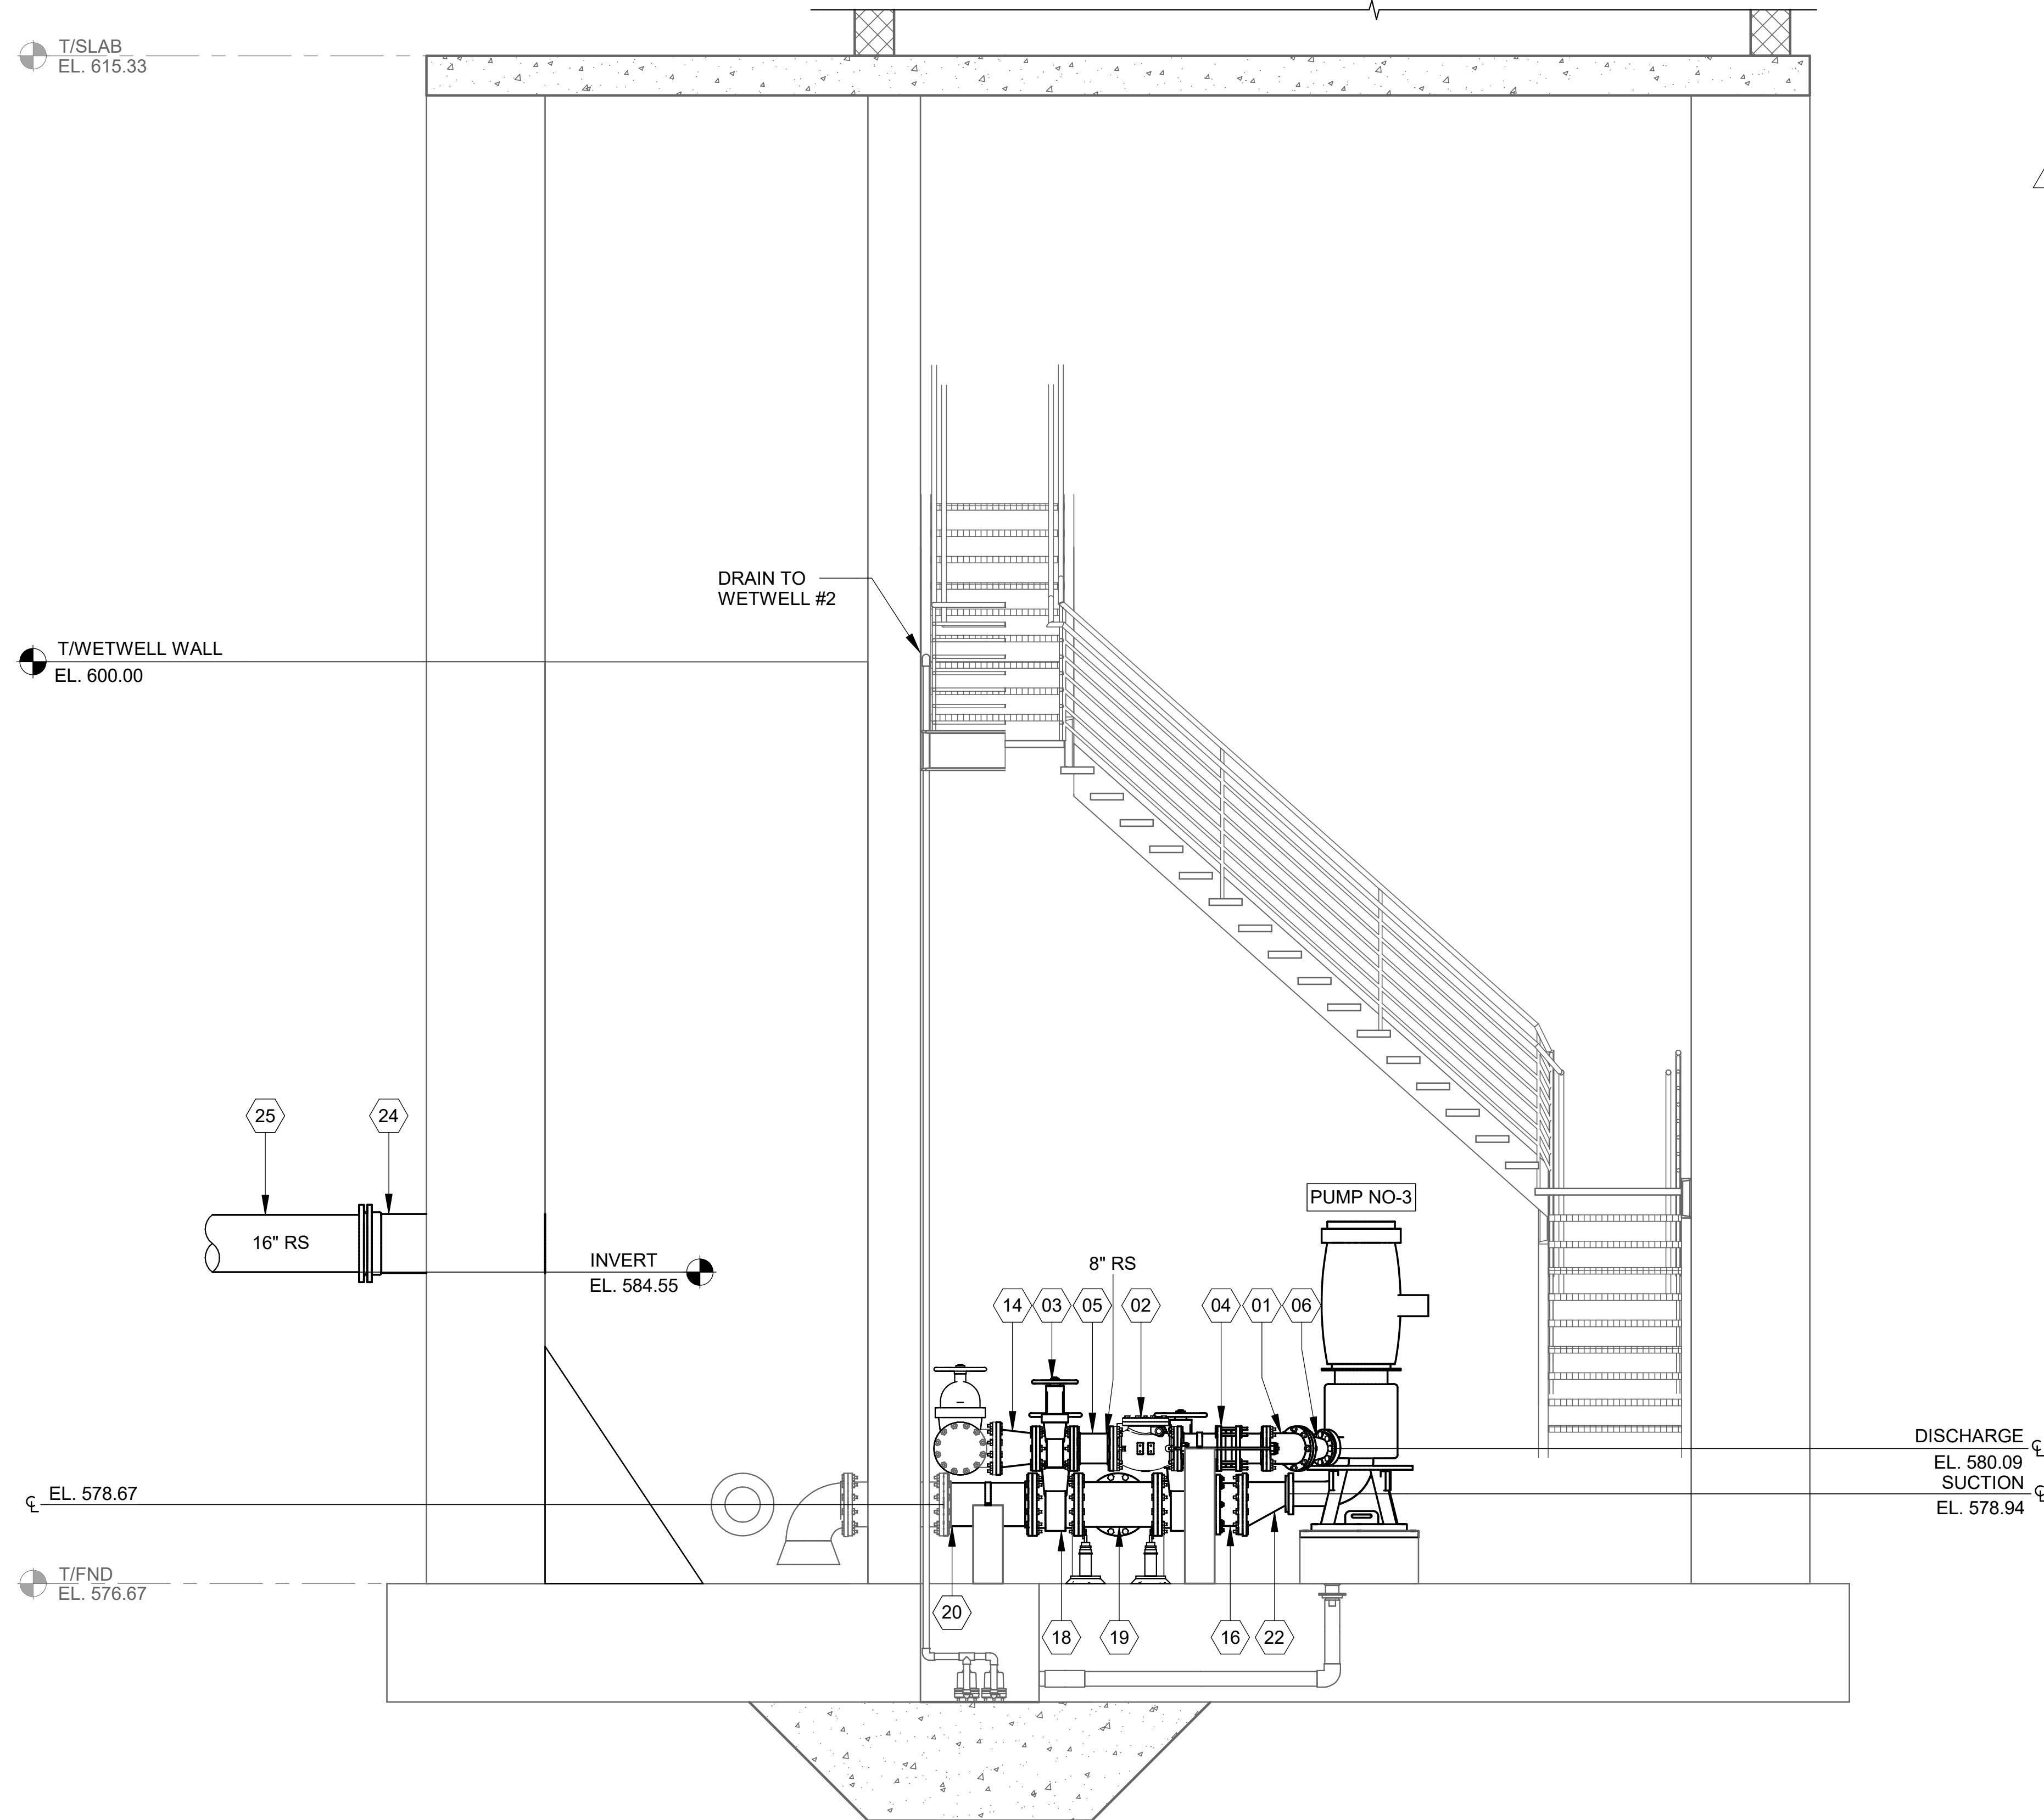 T/SLAB
EL. 615.33
DRAIN TO
WETWELL #2
T/WETWELL WALL
EL. 600.00
25
24
16" RS
INVERT
EL. 584.55
PUMP NO-3
8" RS
14
03
05
02
04
01
06
DISCHARGE
EL. 580.09
SUCTION
EL. 578.94
EL. 578.67
T/FND
EL. 576.67
20
18
19
16
22